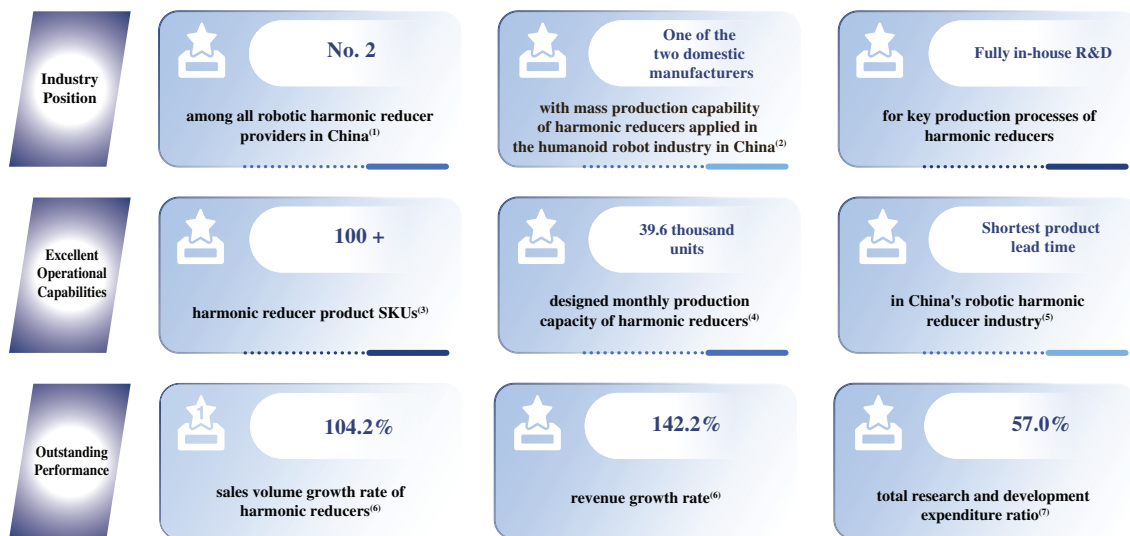 Industry
Position
No. 2
among all robotic harmonic reducer
providers in China(1)
One of the
two domestic
manufacturers
with mass production capability
of harmonic reducers applied in
the humanoid robot industry in China(2)
Fully in-house R&D
for key production processes of
harmonic reducers
Excellent
Operational
Capabilities
100 +
harmonic reducer product SKUs(3)
39.6 thousand
units
designed monthly production
capacity of harmonic reducers(4)
Shortest product
lead time
in China's robotic harmonic
reducer industry(5)
Outstanding
Performance
1
104.2%
sales volume growth rate of
harmonic reducers(6)
142.2%
revenue growth rate(6)
57.0%
total research and development
expenditure ratio(7)